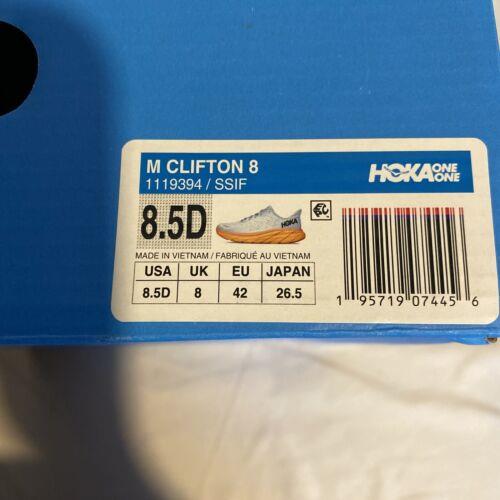 M CLIFTON 8
1119394 / SSIF
HOKA ONE ONE
8.5D
HOKA
MADE IN VIETNAM / FABRIQUÉ AU VIETNAM
USA UK EU JAPAN
8.5D 8 42 26.5
1 95719 07445 6